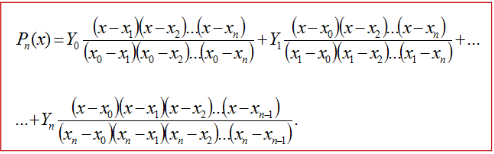 P_n(x) = Y_0 \frac{(x-x_1)(x-x_2)...(x-x_n)}{(x_0-x_1)(x_0-x_2)...(x_0-x_n)} + Y_1 \frac{(x-x_0)(x-x_2)...(x-x_n)}{(x_1-x_0)(x_1-x_2)...(x_1-x_n)} + ...
... + Y_n \frac{(x-x_0)(x-x_1)(x-x_2)...(x-x_{n-1})}{(x_n-x_0)(x_n-x_1)(x_n-x_2)...(x_n-x_{n-1})}.